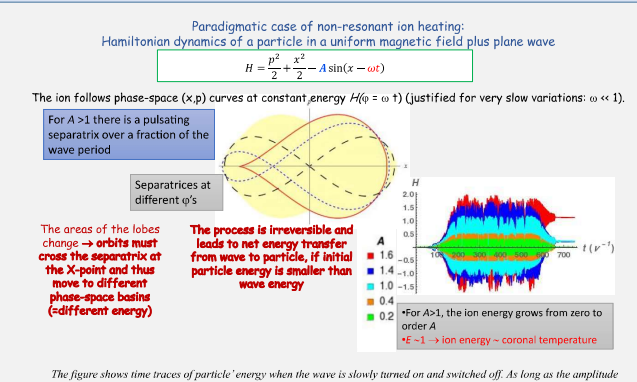 Paradigmatic case of non-resonant ion heating:
Hamiltonian dynamics of a particle in a uniform magnetic field plus plane wave
H = p²/2 + x²/2 − A sin(x − ωt)
The ion follows phase-space (x,p) curves at constant energy H(φ = ω t) (justified for very slow variations: ω << 1).
For A >1 there is a pulsating
separatrix over a fraction of the
wave period
Separatrices at
different φ's
x
The areas of the lobes
change → orbits must
cross the separatrix at
the X-point and thus
move to different
phase-space basins
(=different energy)
The process is irreversible and
leads to net energy transfer
from wave to particle, if initial
particle energy is smaller than
wave energy
H
2.0
1.5
1.0
0.5
100 200 300 400 500 600 700
t (ν⁻¹)
-0.5
-1.0
-1.5
A
1.6
1.4
1.0
0.4
0.2
•For A>1, the ion energy grows from zero to
order A
•E ~1 → ion energy ~ coronal temperature
The figure shows time traces of particle' energy when the wave is slowly turned on and switched off. As long as the amplitude